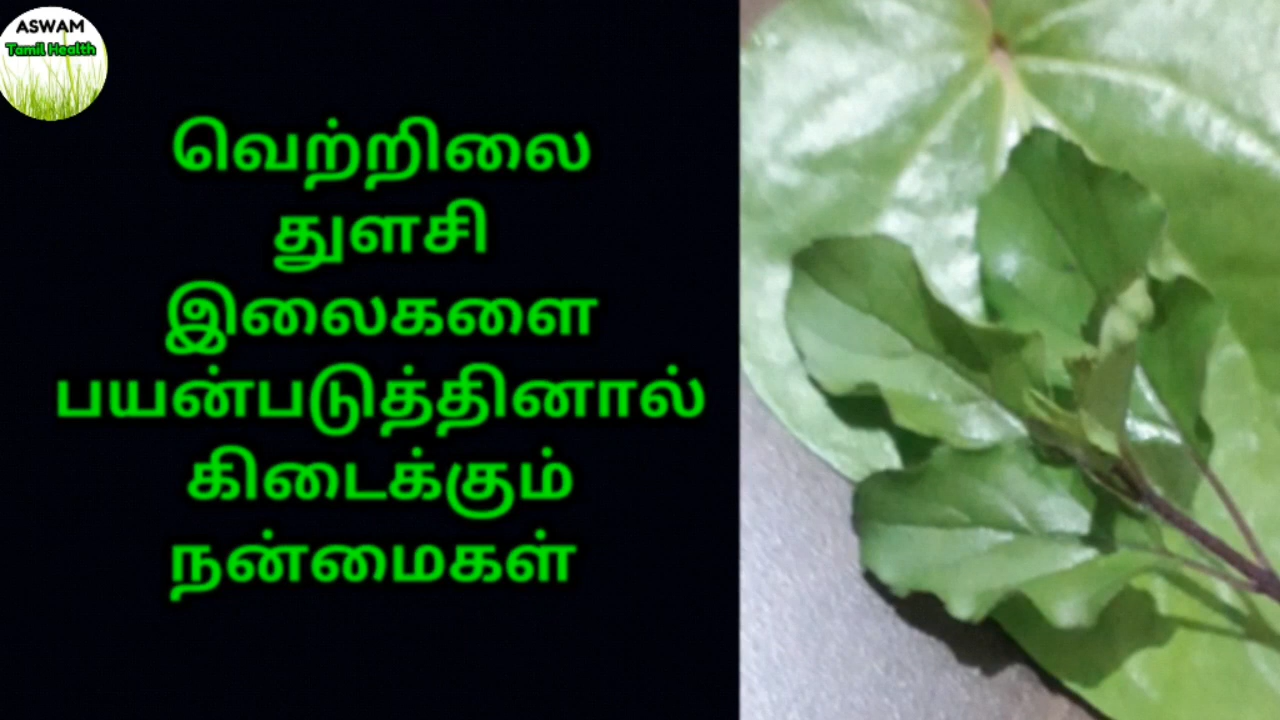 ASWAM
Tamil Health
வெற்றிலை
துளசி
இலைகளை
பயன்படுத்தினால்
கிடைக்கும்
நன்மைகள்